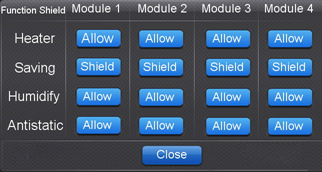 Function Shield Module 1 Module 2 Module 3 Module 4
Heater Allow Allow Allow Allow
Saving Shield Shield Shield Shield
Humidify Allow Allow Allow Allow
Antistatic Allow Allow Allow Allow
Close